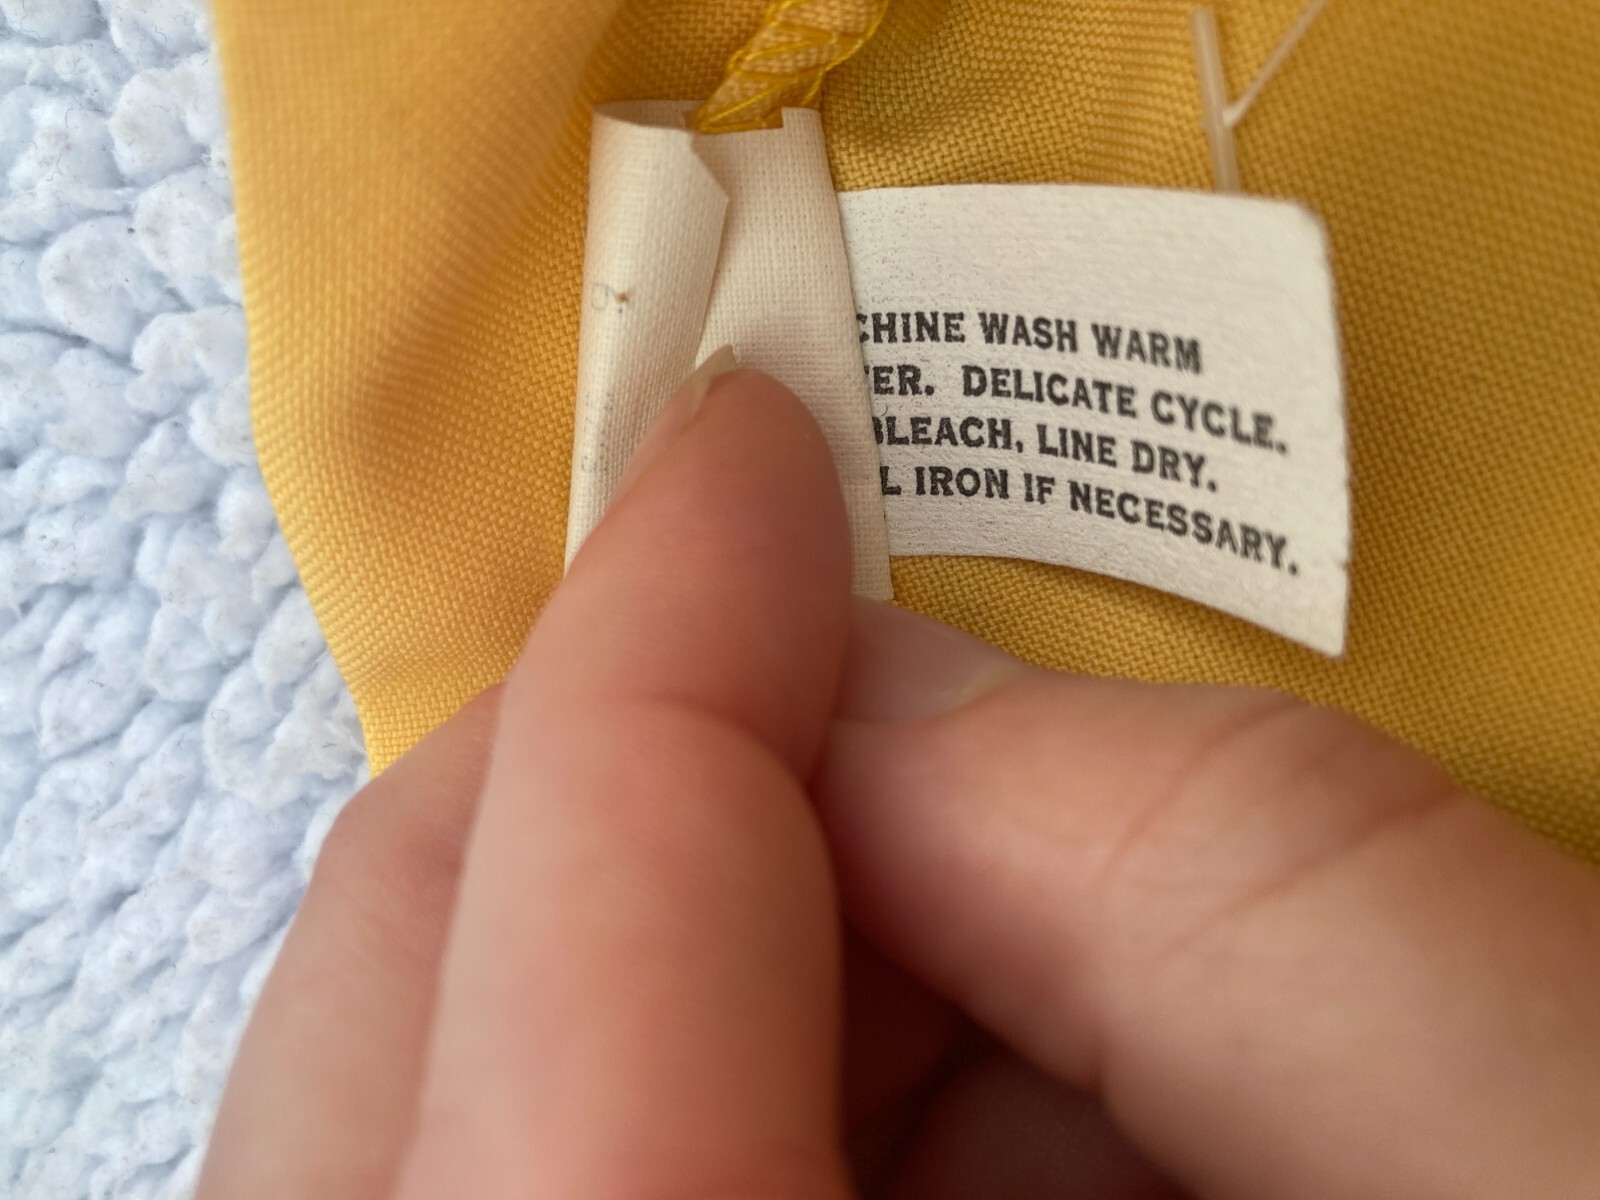 CHINE WASH WARM
ER. DELICATE CYCLE.
BLEACH, LINE DRY.
L IRON IF NECESSARY.